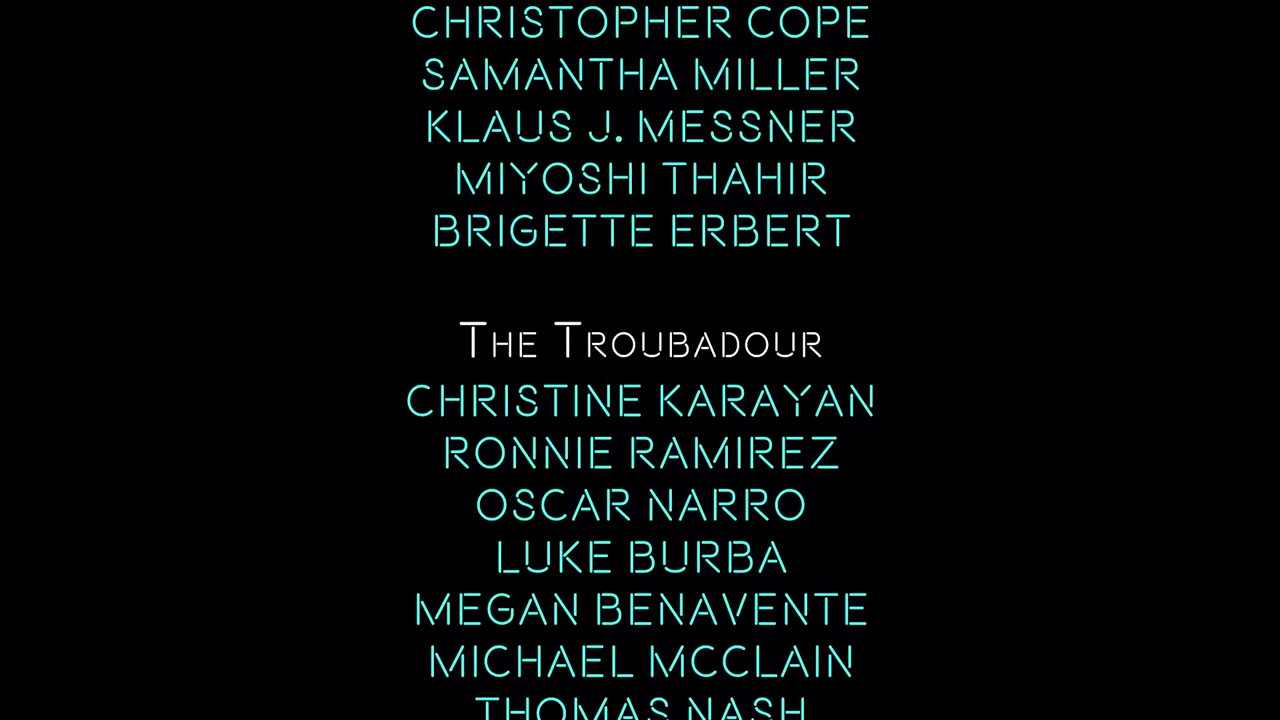 CHRISTOPHER COPE
SAMANTHA MILLER
KLAUS J. MESSNER
MIYOSHI THAHIR
BRIGETTE ERBERT
The Troubadour
CHRISTINE KARAYAN
RONNIE RAMIREZ
OSCAR NARRO
LUKE BURBA
MEGAN BENAVENTE
MICHAEL MCCLAIN
THOMAS NASH